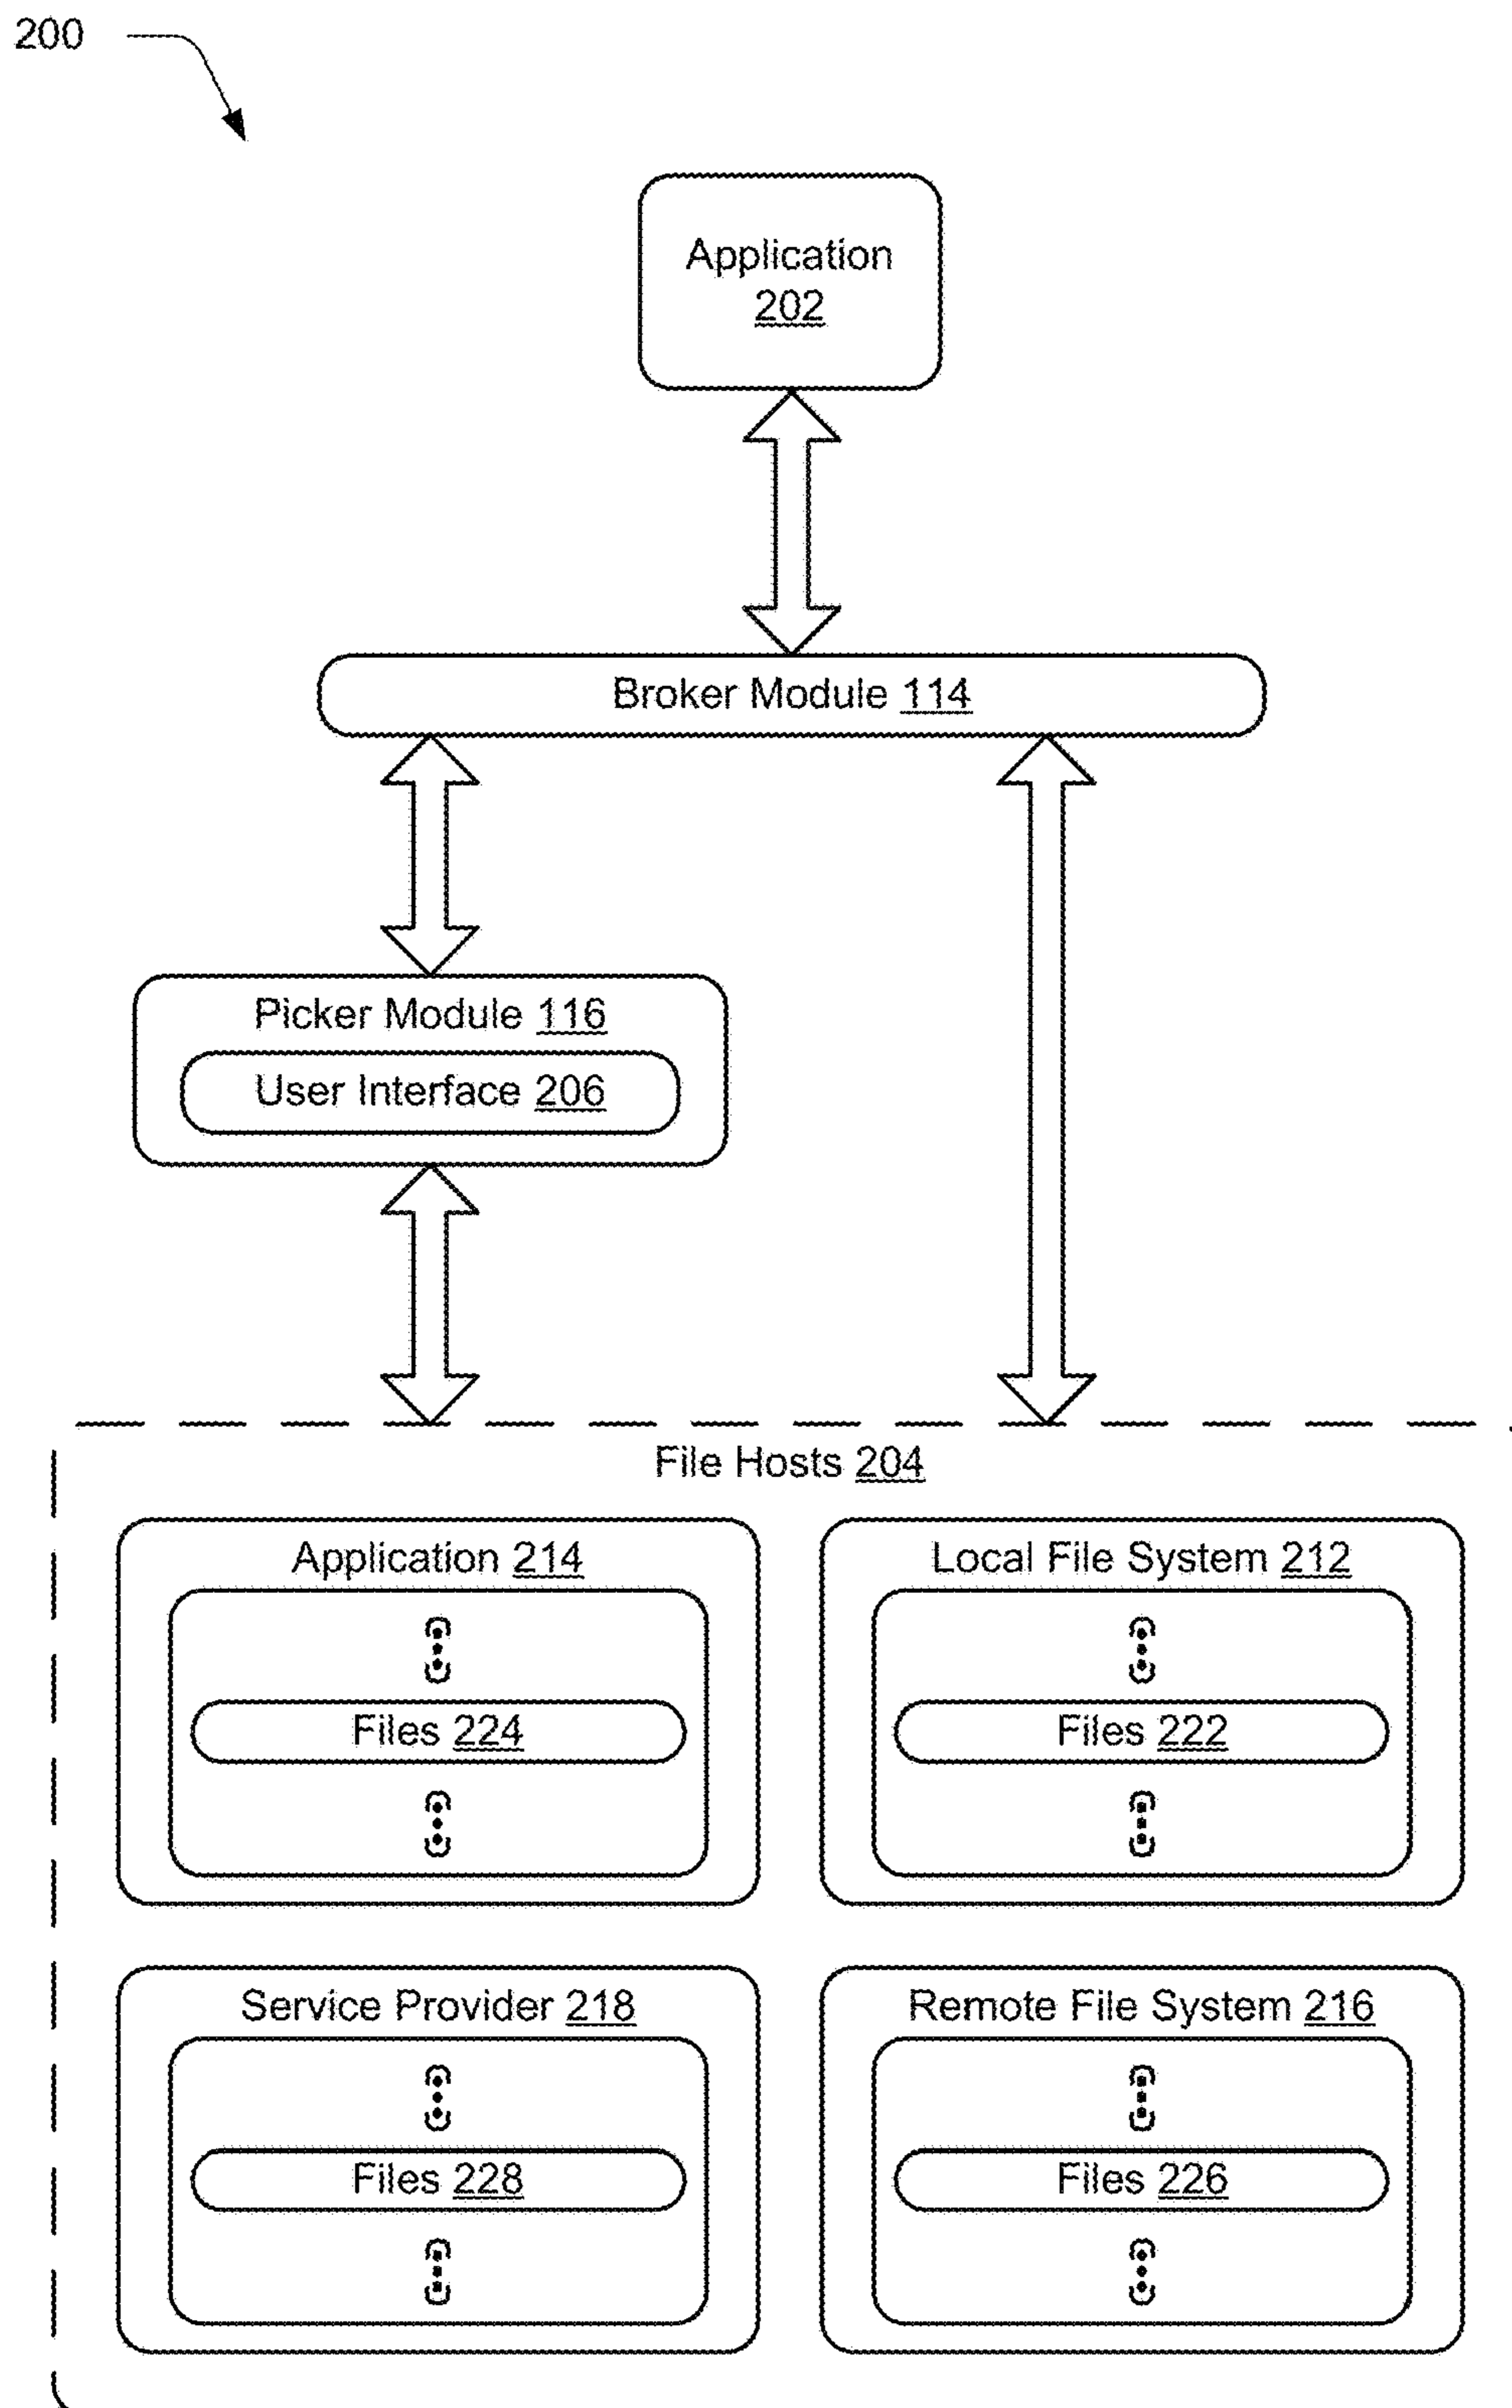 200
Application
202
Broker Module 114
Picker Module 116
User Interface 206
File Hosts 204
Application 214
Local File System 212
Files 224
Files 222
Service Provider 218
Remote File System 216
Files 228
Files 226